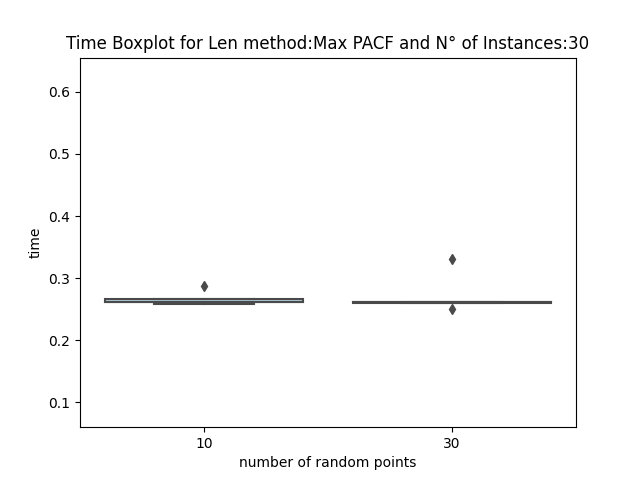 Time Boxplot for Len method:Max PACF and N° of Instances:30
0.6
0.5
0.4
0.3
0.2
0.1
time
10 30
number of random points